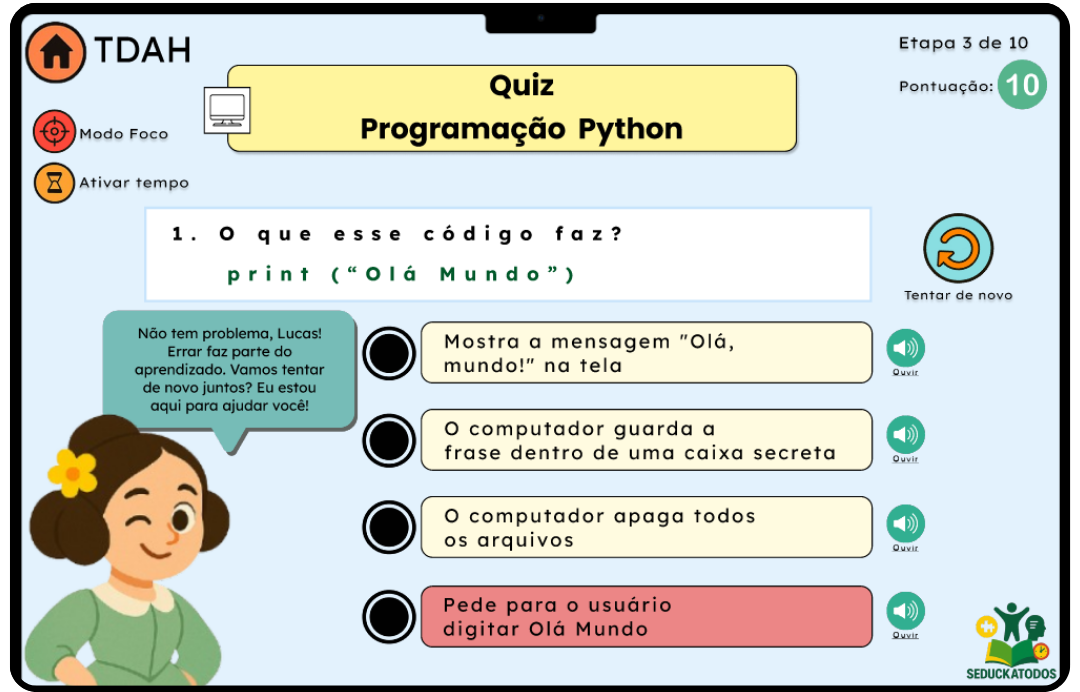 TDAH
Etapa 3 de 10
Quiz
Programação Python
Pontuação: 10
Modo Foco
Ativar tempo
1. O que esse código faz?
print (“Olá Mundo”)
Tentar de novo
Não tem problema, Lucas!
Errar faz parte do
aprendizado. Vamos tentar
de novo juntos? Eu estou
aqui para ajudar você!
Mostra a mensagem "Olá,
mundo!" na tela
Ouvir
O computador guarda a
frase dentro de uma caixa secreta
Ouvir
O computador apaga todos
os arquivos
Ouvir
Pede para o usuário
digitar Olá Mundo
Ouvir
SEDUCKATODOS